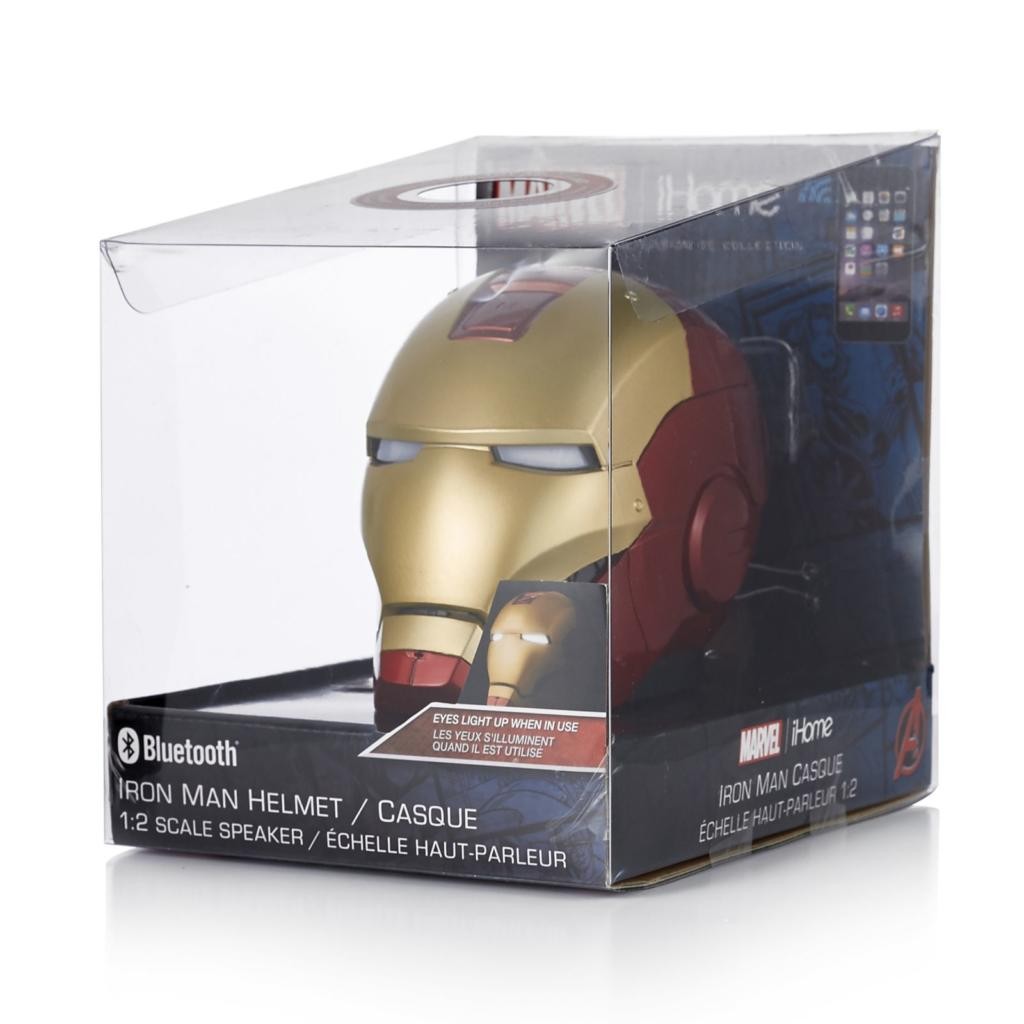 MARVEL iHome
Bluetooth
IRON MAN HELMET / CASQUE
1:2 SCALE SPEAKER / ÉCHELLE HAUT-PARLEUR
EYES LIGHT UP WHEN IN USE
LES YEUX S'ILLUMINENT
QUAND IL EST UTILISÉ
MARVEL iHome
IRON MAN CASQUE
ÉCHELLE HAUT-PARLEUR 1:2